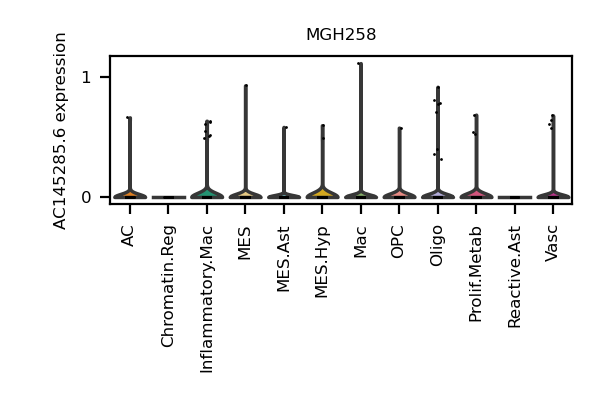 MGH258
AC145285.6 expression
1
0
AC
Chromatin.Reg
Inflammatory.Mac
MES
MES.Ast
MES.Hyp
Mac
OPC
Oligo
Prolif.Metab
Reactive.Ast
Vasc